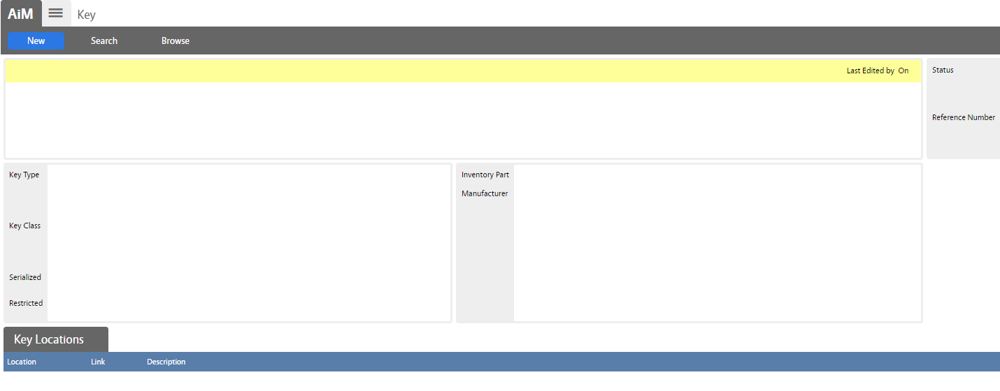 AiM Key
New Search Browse
Last Edited by On
Status
Reference Number
Key Type
Key Class
Serialized
Restricted
Inventory Part
Manufacturer
Key Locations
Location Link Description